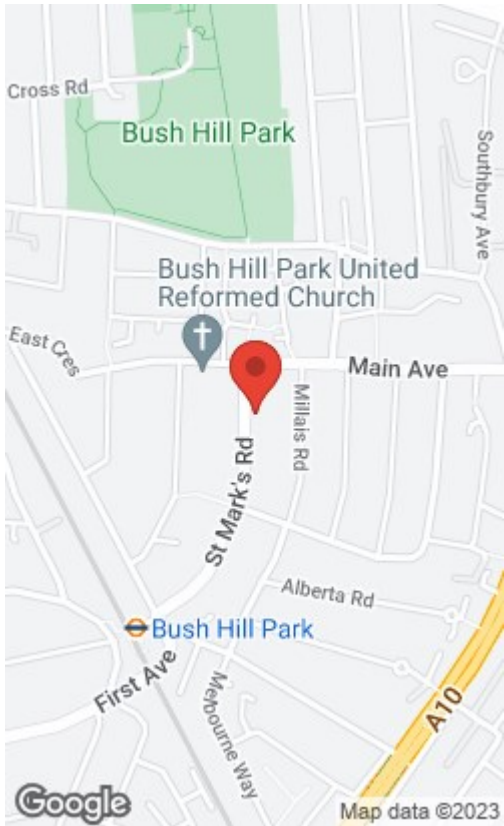 Cross Rd
Bush Hill Park
Southbury Ave
Bush Hill Park United
Reformed Church
East Cres
Main Ave
Millais Rd
St Mark's Rd
Alberta Rd
Bush Hill Park
First Ave
Melbourne Way
A10
Google
Map data ©2023